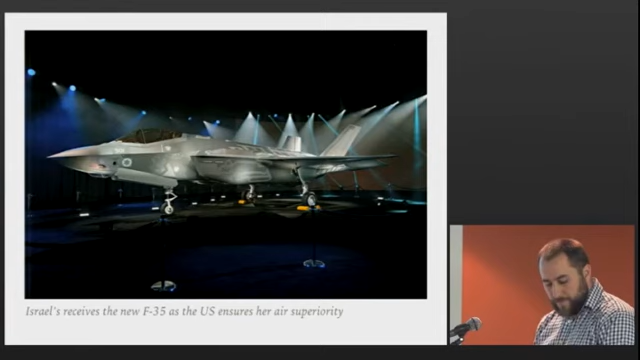 Israel's receives the new F-35 as the US ensures her air superiority